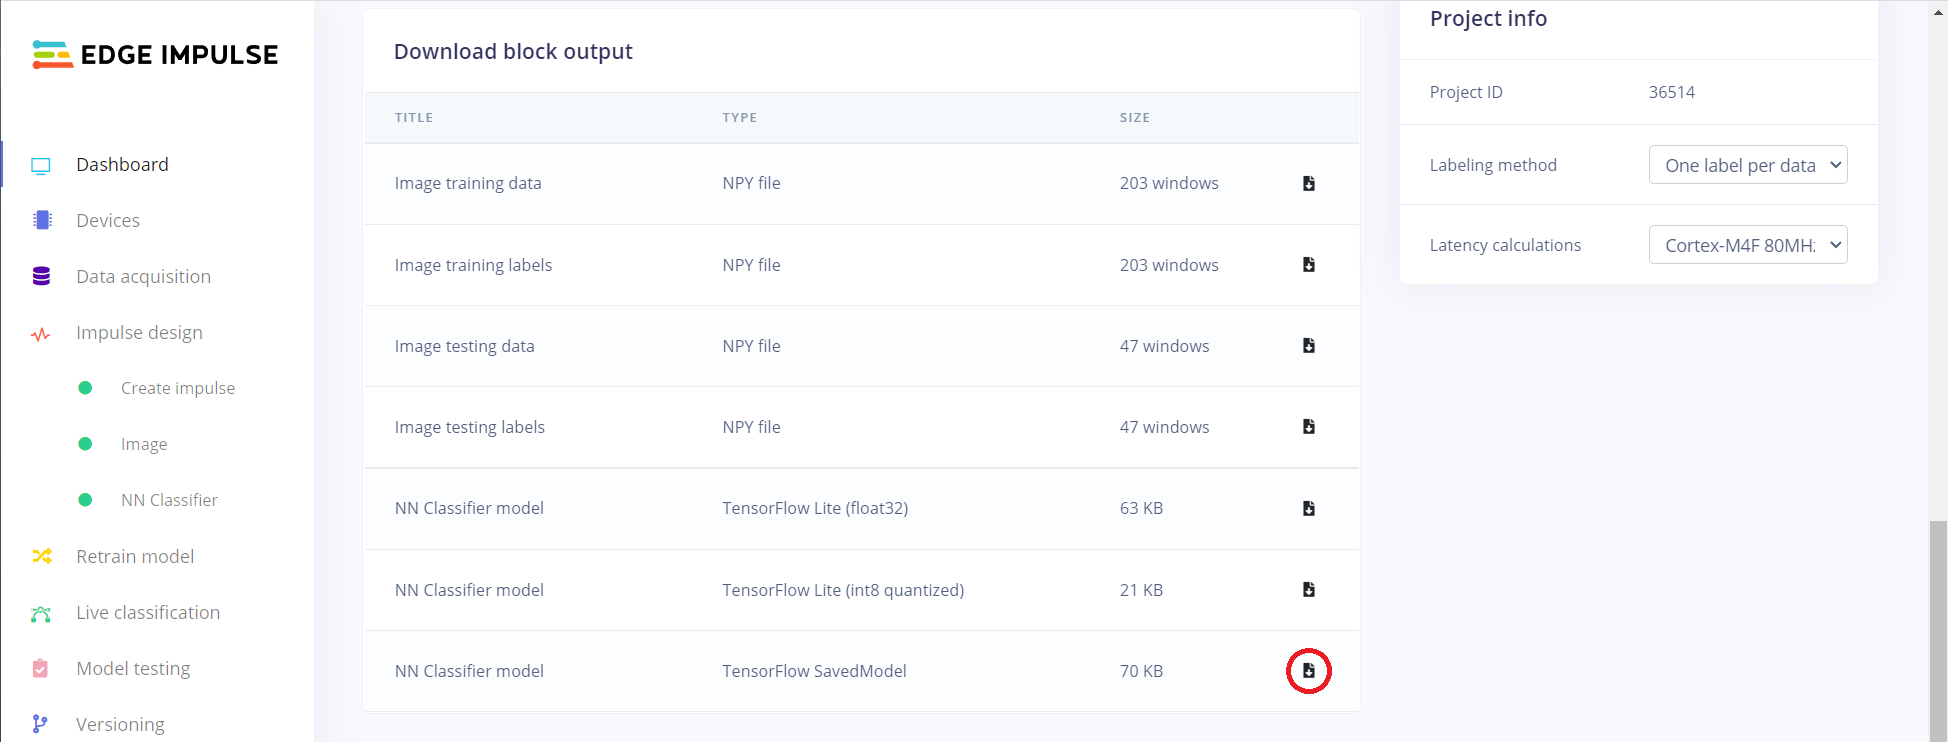 EDGE IMPULSE
Dashboard
Devices
Data acquisition
Impulse design
Create impulse
Image
NN Classifier
Retrain model
Live classification
Model testing
Versioning
Download block output
TITLE TYPE SIZE
Image training data NPY file 203 windows
Image training labels NPY file 203 windows
Image testing data NPY file 47 windows
Image testing labels NPY file 47 windows
NN Classifier model TensorFlow Lite (float32) 63 KB
NN Classifier model TensorFlow Lite (int8 quantized) 21 KB
NN Classifier model TensorFlow SavedModel 70 KB
Project info
Project ID 36514
Labeling method One label per data
Latency calculations Cortex-M4F 80MH